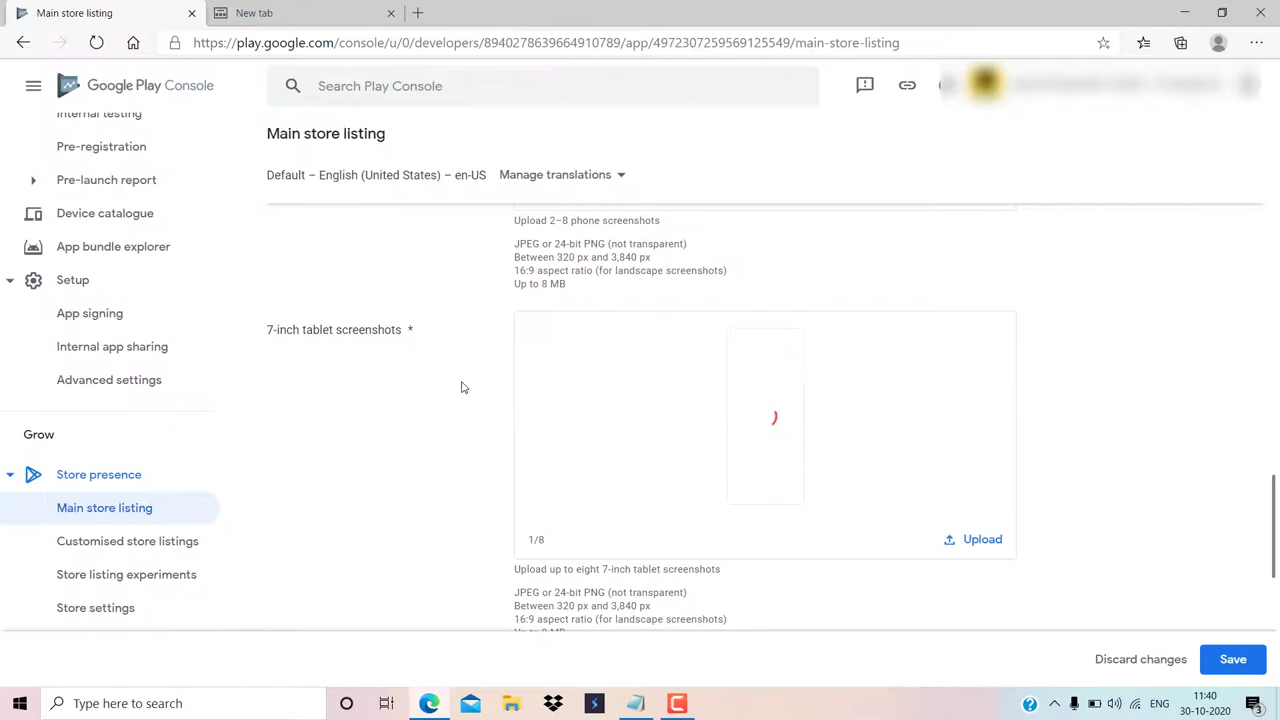 Main store listing
New tab
https://play.google.com/console/u/0/developers/8940278639664910789/app/4972307259569125549/main-store-listing
Google Play Console
Search Play Console
Internal testing
Pre-registration
Pre-launch report
Device catalogue
App bundle explorer
Setup
App signing
Internal app sharing
Advanced settings
Grow
Store presence
Main store listing
Customised store listings
Store listing experiments
Store settings
Main store listing
Default – English (United States) – en-US Manage translations
Upload 2–8 phone screenshots
JPEG or 24-bit PNG (not transparent)
Between 320 px and 3,840 px
16:9 aspect ratio (for landscape screenshots)
Up to 8 MB
7-inch tablet screenshots *
1/8
Upload
Upload up to eight 7-inch tablet screenshots
JPEG or 24-bit PNG (not transparent)
Between 320 px and 3,840 px
16:9 aspect ratio (for landscape screenshots)
Up to 8 MB
Discard changes
Save
Type here to search
ENG
11:40
30-10-2020
3